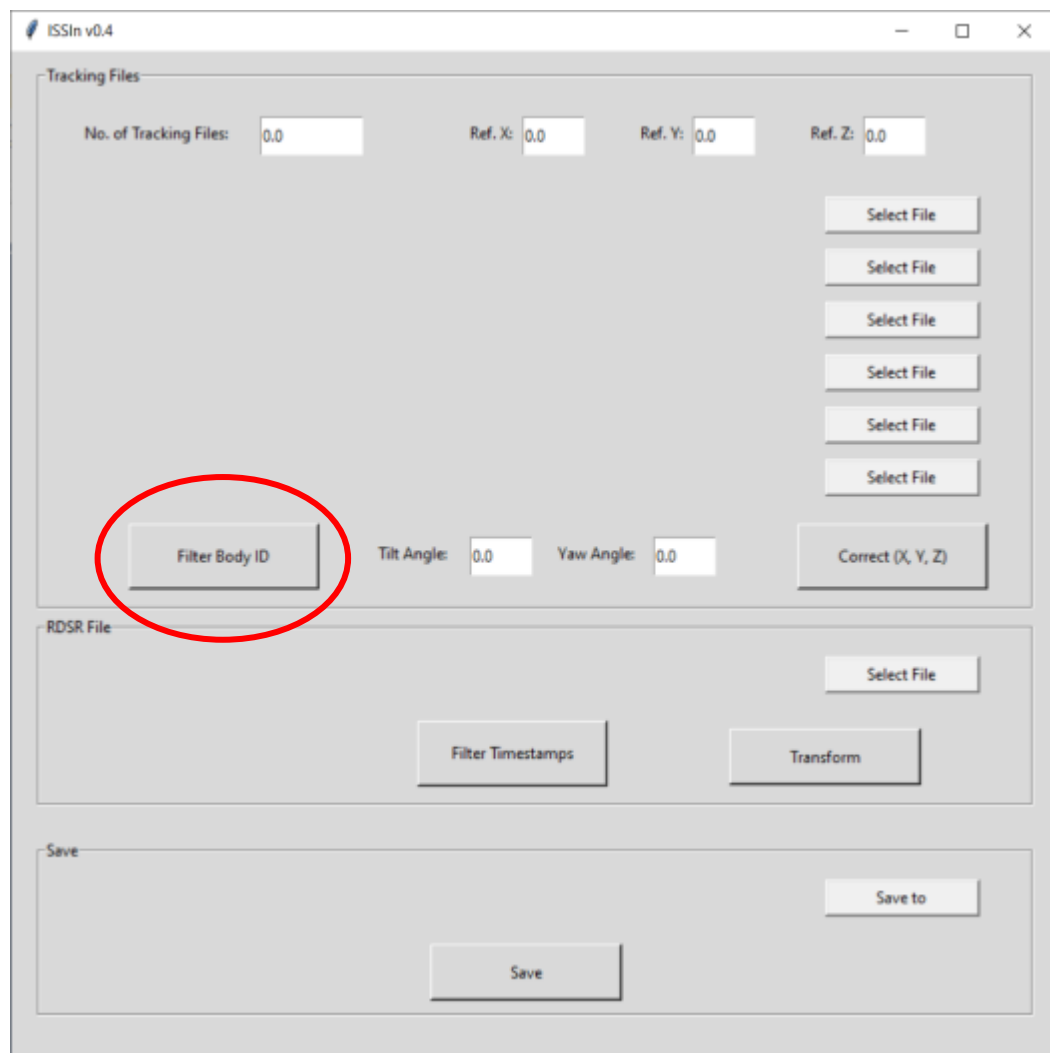 ISSIn v0.4
Tracking Files
No. of Tracking Files: 0.0 Ref. X: 0.0 Ref. Y: 0.0 Ref. Z: 0.0
Select File
Select File
Select File
Select File
Select File
Select File
Filter Body ID Tilt Angle: 0.0 Yaw Angle: 0.0 Correct (X, Y, Z)
RDSR File
Select File
Filter Timestamps Transform
Save
Save to
Save